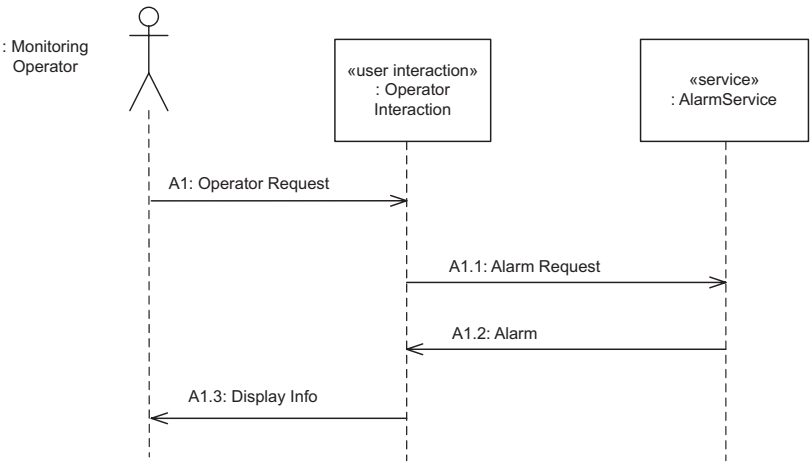 : Monitoring
Operator
«user interaction»
: Operator
Interaction
«service»
: AlarmService
A1: Operator Request
A1.1: Alarm Request
A1.2: Alarm
A1.3: Display Info